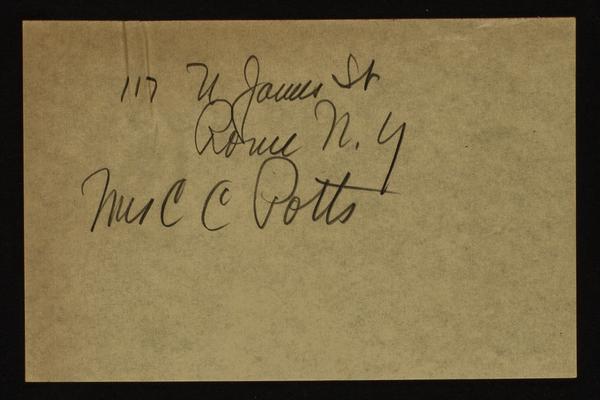 117 N James St
Rome N. Y
Mrs C C Potts